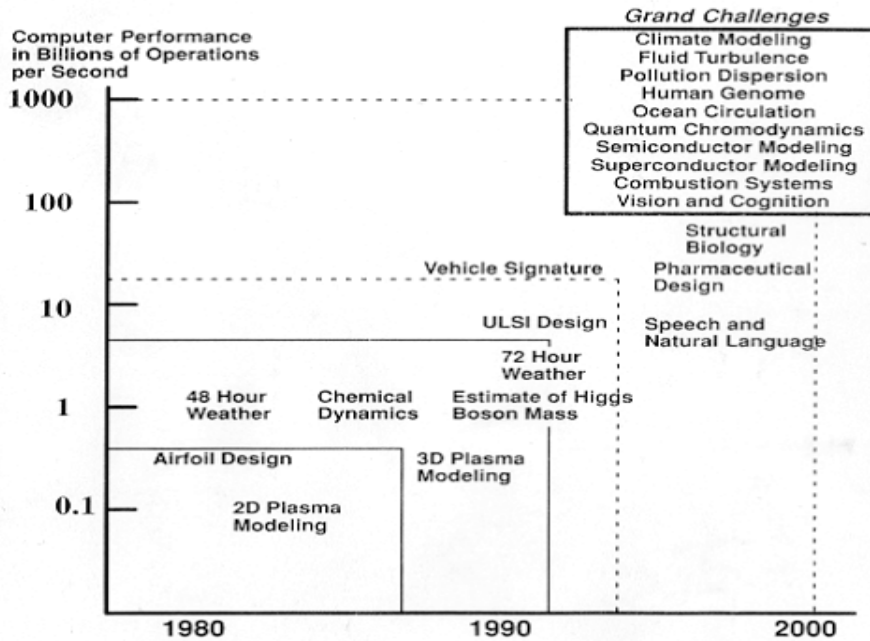 Grand Challenges
Computer Performance
in Billions of Operations
per Second
Climate Modeling
Fluid Turbulence
Pollution Dispersion
Human Genome
Ocean Circulation
Quantum Chromodynamics
Semiconductor Modeling
Superconductor Modeling
Combustion Systems
Vision and Cognition
1000
100
Structural
Biology
Vehicle Signature
Pharmaceutical
Design
10
ULSI Design
Speech and
Natural Language
72 Hour
Weather
48 Hour
Weather
Chemical
Dynamics
Estimate of Higgs
Boson Mass
1
Airfoil Design
3D Plasma
Modeling
2D Plasma
Modeling
0.1
1980
1990
2000